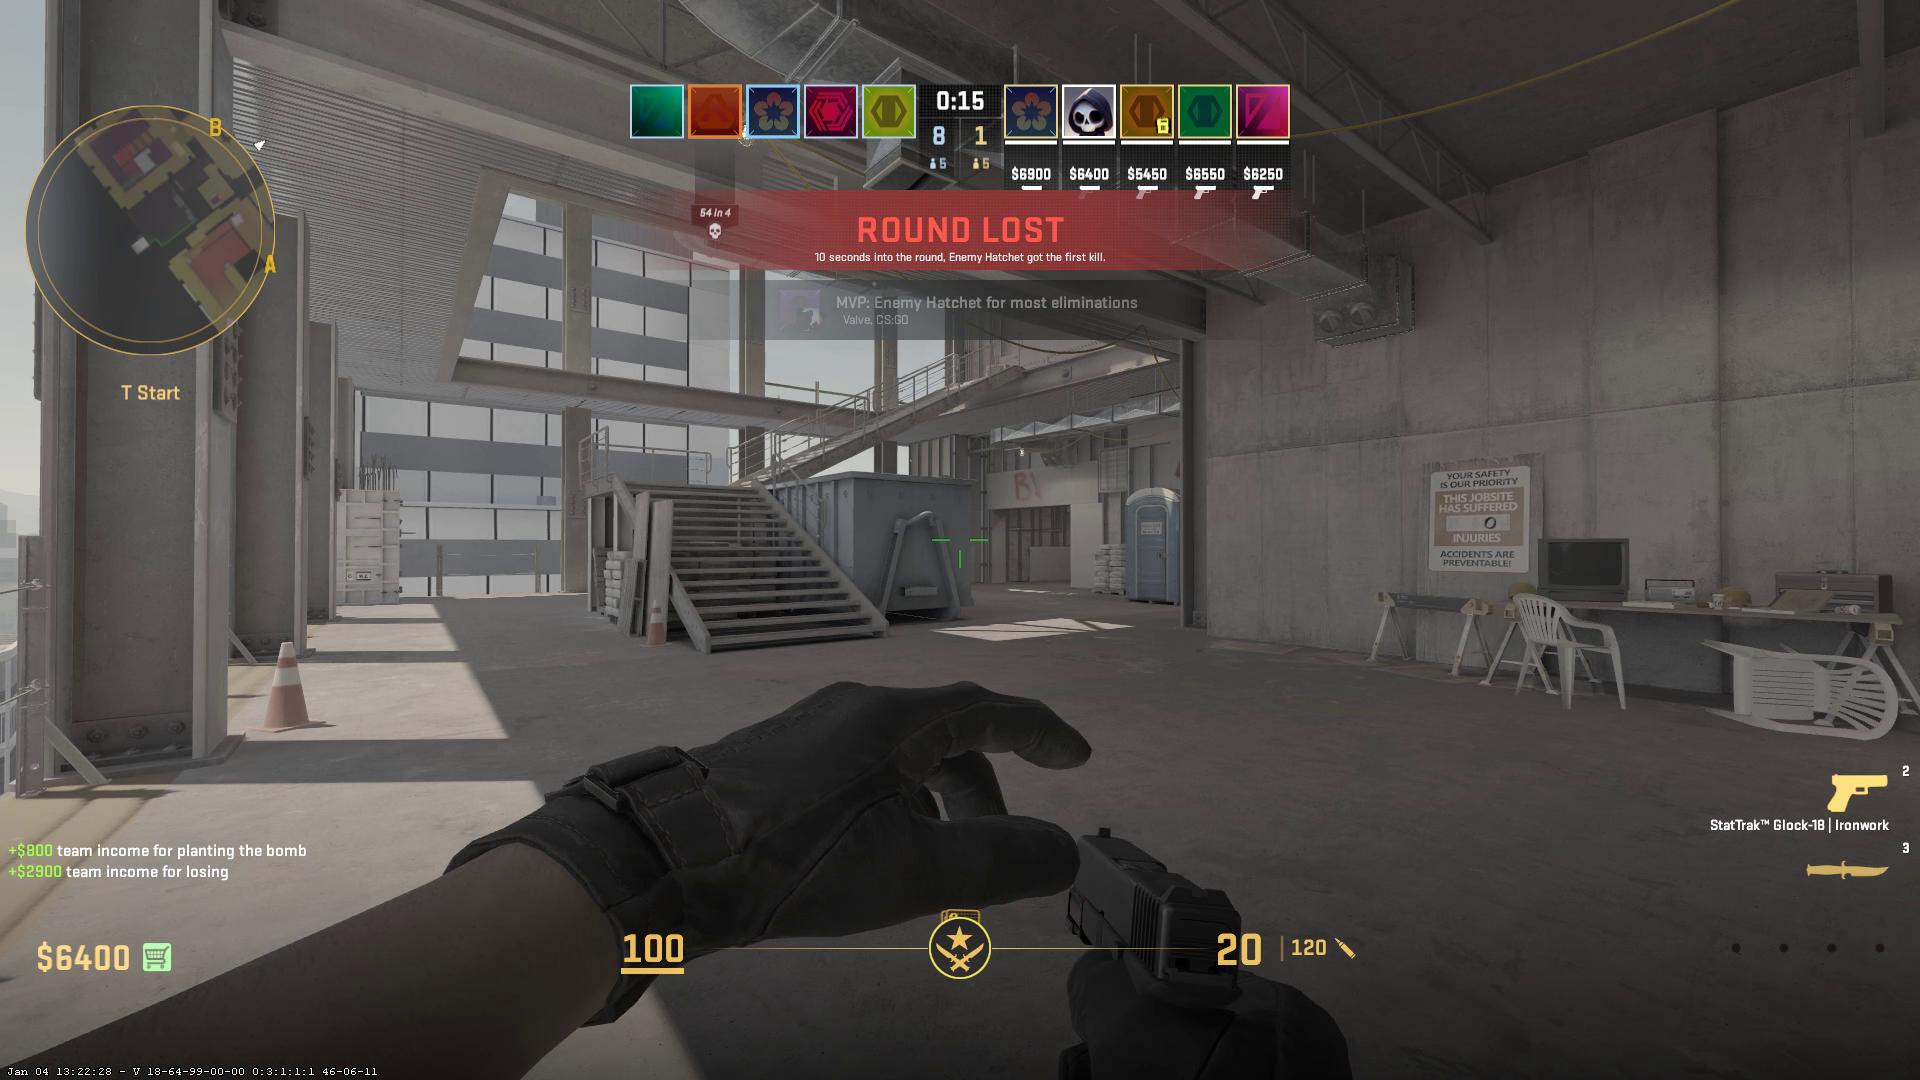 0:15
8 1
5 5
$6900 $6400 $5450 $6550 $6250
B
A
T Start
54 in 4
ROUND LOST
10 seconds into the round, Enemy Hatchet got the first kill.
MVP: Enemy Hatchet for most eliminations
Valve, CS:GO
B!
YOUR SAFETY
IS OUR PRIORITY
THIS JOBSITE
HAS SUFFERED
0
INJURIES
ACCIDENTS ARE
PREVENTABLE!
2
StatTrak™ Glock-18 | Ironwork
3
+$800 team income for planting the bomb
+$2900 team income for losing
$6400
100
20 | 120
Jan 04 13:22:28 - V 18-64-99-00-00 0:3:1:1:1 46-06-11